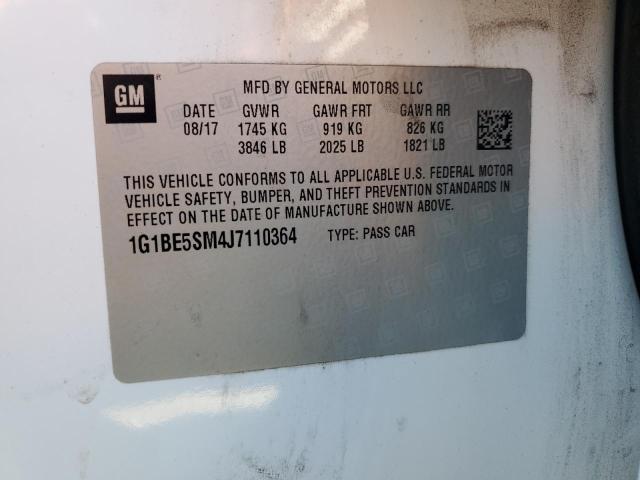 GM
MFD BY GENERAL MOTORS LLC
DATE GVWR GAWR FRT GAWR RR
08/17 1745 KG 919 KG 826 KG
3846 LB 2025 LB 1821 LB
THIS VEHICLE CONFORMS TO ALL APPLICABLE U.S. FEDERAL MOTOR
VEHICLE SAFETY, BUMPER, AND THEFT PREVENTION STANDARDS IN
EFFECT ON THE DATE OF MANUFACTURE SHOWN ABOVE.
1G1BE5SM4J7110364 TYPE: PASS CAR